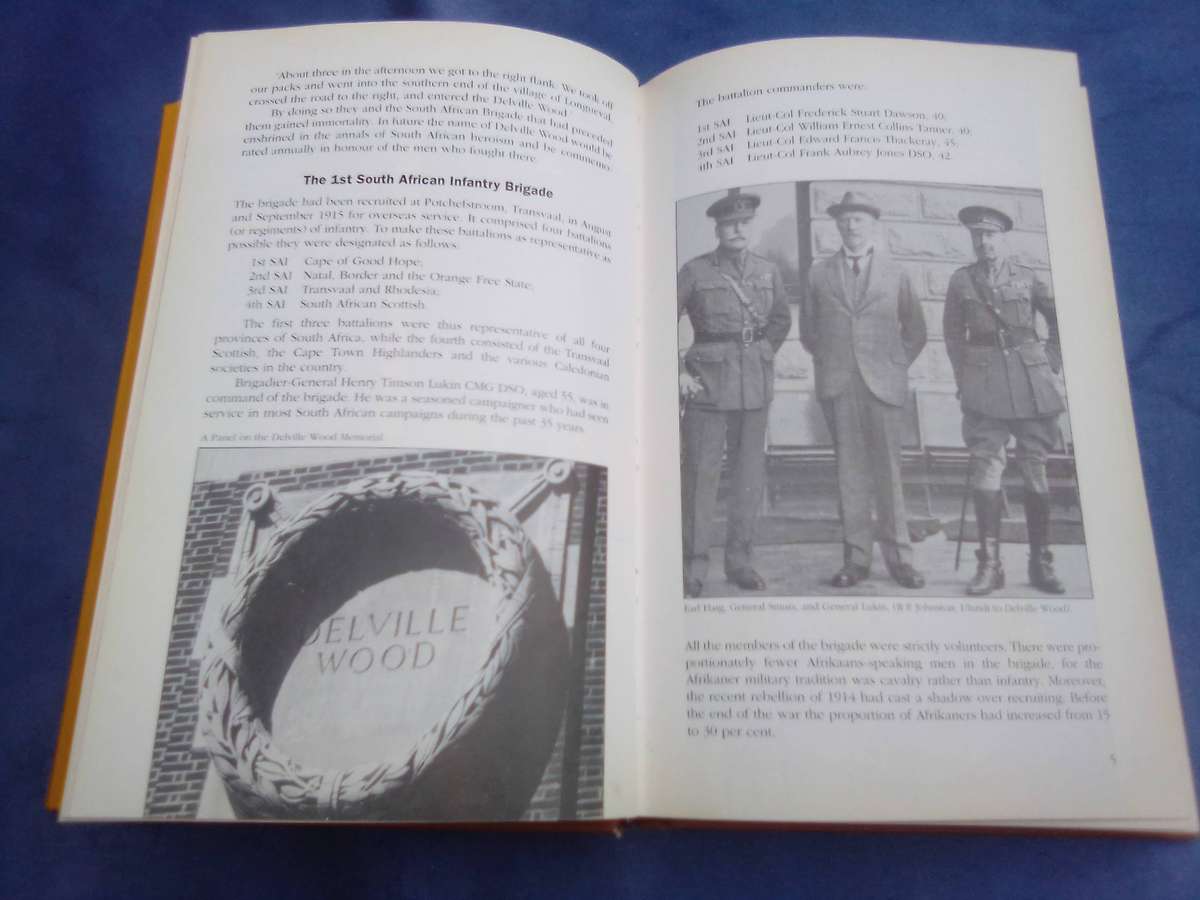 'About three in the afternoon we got to the right flank. We took off
our packs and went into the southern end of the village of Longueval,
crossed the road to the right, and entered the Delville Wood.'
By doing so they and the South African Brigade that had preceded
them gained immortality. In future the name of Delville Wood would be
enshrined in the annals of South African heroism and be commemo-
rated annually in honour of the men who fought there.
The 1st South African Infantry Brigade
The brigade had been recruited at Potchefstroom, Transvaal, in August
and September 1915 for overseas service. It comprised four battalions
(or regiments) of infantry. To make these battalions as representative as
possible they were designated as follows:
1st SAI Cape of Good Hope;
2nd SAI Natal, Border and the Orange Free State;
3rd SAI Transvaal and Rhodesia;
4th SAI South African Scottish.
The first three battalions were thus representative of all four
provinces of South Africa, while the fourth consisted of the Transvaal
Scottish, the Cape Town Highlanders and the various Caledonian
societies in the country.
Brigadier-General Henry Timson Lukin CMG DSO, aged 55, was in
command of the brigade. He was a seasoned campaigner who had seen
service in most South African campaigns during the past 35 years.
A Panel on the Delville Wood Memorial.
DELVILLE
WOOD
The battalion commanders were:
1st SAI Lieut-Col Frederick Stuart Dawson, 40;
2nd SAI Lieut-Col William Ernest Collins Tanner, 40;
3rd SAI Lieut-Col Edward Francis Thackeray, 45;
4th SAI Lieut-Col Frank Aubrey Jones DSO, 42.
Earl Haig, General Smuts, and General Lukin. (W R Johnston, Ulundi to Delville Wood).
All the members of the brigade were strictly volunteers. There were pro-
portionately fewer Afrikaans-speaking men in the brigade, for the
Afrikaner military tradition was cavalry rather than infantry. Moreover,
the recent rebellion of 1914 had cast a shadow over recruiting. Before
the end of the war the proportion of Afrikaners had increased from 15
to 30 per cent.
5